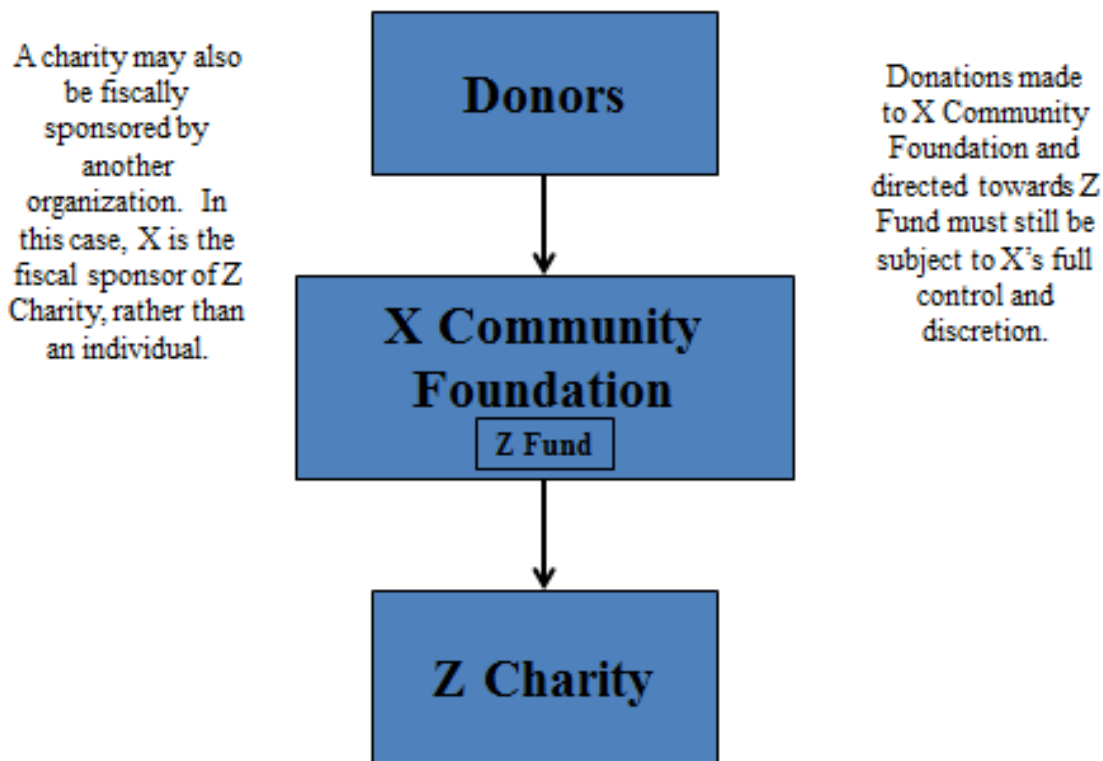 A charity may also
be fiscally
sponsored by
another
organization.  In
this case, X is the
fiscal sponsor of Z
Charity, rather than
an individual.
Donors
Donations made
to X Community
Foundation and
directed towards Z
Fund must still be
subject to X's full
control and
discretion.
X Community
Foundation
Z Fund
Z Charity